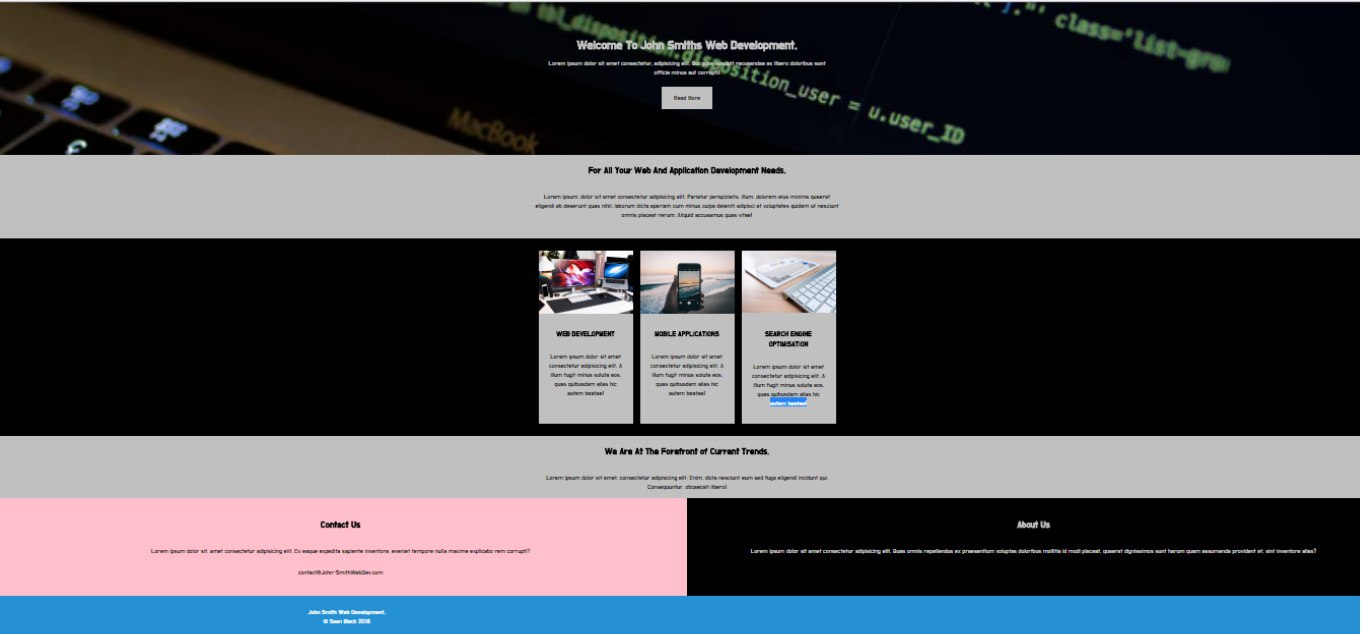 j."' class='list-gro
tbl_disposition.disposition_user = u.user_ID
MacBook
Welcome To John Smiths Web Development.
Lorem ipsum dolor sit amet consectetur, adipisicing elit. recusandae ex libero doloribus sunt
officia minus aut corrupti
Read More
For All Your Web And Application Development Needs.
Lorem ipsum, dolor sit amet consectetur adipisicing elit. Pariatur perspiciatis, illum, dolorem eius minima quaerat
eligendi ab deserunt quas nihil, laborum dicta aperiam cum minus culpa deleniti adipisci at voluptates quidem ut nesciunt
omnis placeat rerum. Aliquid accusamus quas vitae!
WEB DEVELOPMENT
Lorem ipsum dolor sit amet
consectetur adipisicing elit. A
illum fugit minus soluta eos,
quas quibusdam alias hic
autem beatae!
MOBILE APPLICATIONS
Lorem ipsum dolor sit amet
consectetur adipisicing elit. A
illum fugit minus soluta eos,
quas quibusdam alias hic
autem beatae!
SEARCH ENGINE
OPTIMISATION
Lorem ipsum dolor sit amet
consectetur adipisicing elit. A
illum fugit minus soluta eos,
quas quibusdam alias hic
autem beatae!
We Are At The Forefront of Current Trends.
Lorem ipsum dolor sit amet, consectetur adipisicing elit. Enim, dicta nesciunt eum sed fuga eligendi incidunt qui.
Consequuntur, obcaecati libero!
Contact Us
Lorem ipsum dolor sit, amet consectetur adipisicing elit. Ex eaque expedita sapiente inventore, eveniet tempore nulla maxime explicabo rem corrupti?
contact@John-SmithWebDev.com
About Us
Lorem ipsum dolor sit amet consectetur adipisicing elit. Quas omnis repellendus ex praesentium voluptas doloribus mollitia id modi placeat, quaerat dignissimos sunt harum quam assumenda provident et, sint inventore alias?
John Smith Web Development.
© Sean Black 2018